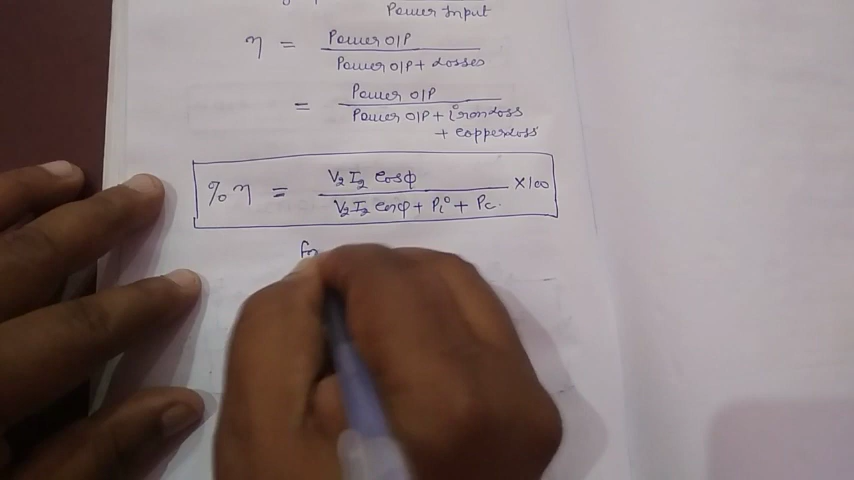 Power Input
η = Power O/P
Power O/P + Losses
= Power O/P
Power O/P + iron loss
+ copper loss
% η = V₂ I₂ cosφ × 100
V₂ I₂ cosφ + Pi + Pc.